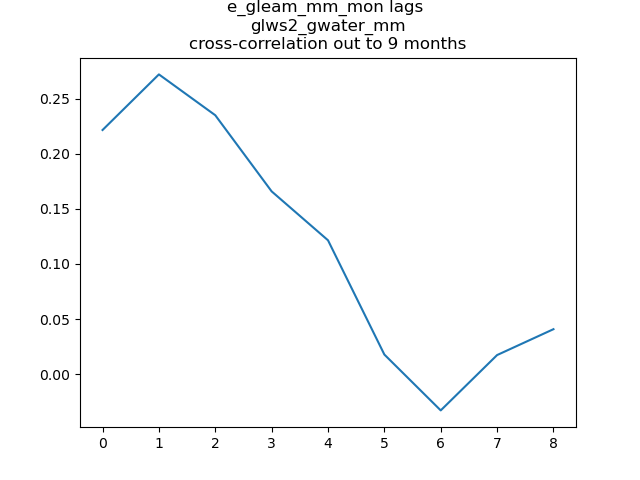 e_gleam_mm_mon lags
glws2_gwater_mm
cross-correlation out to 9 months
0.25
0.20
0.15
0.10
0.05
0.00
0 1 2 3 4 5 6 7 8